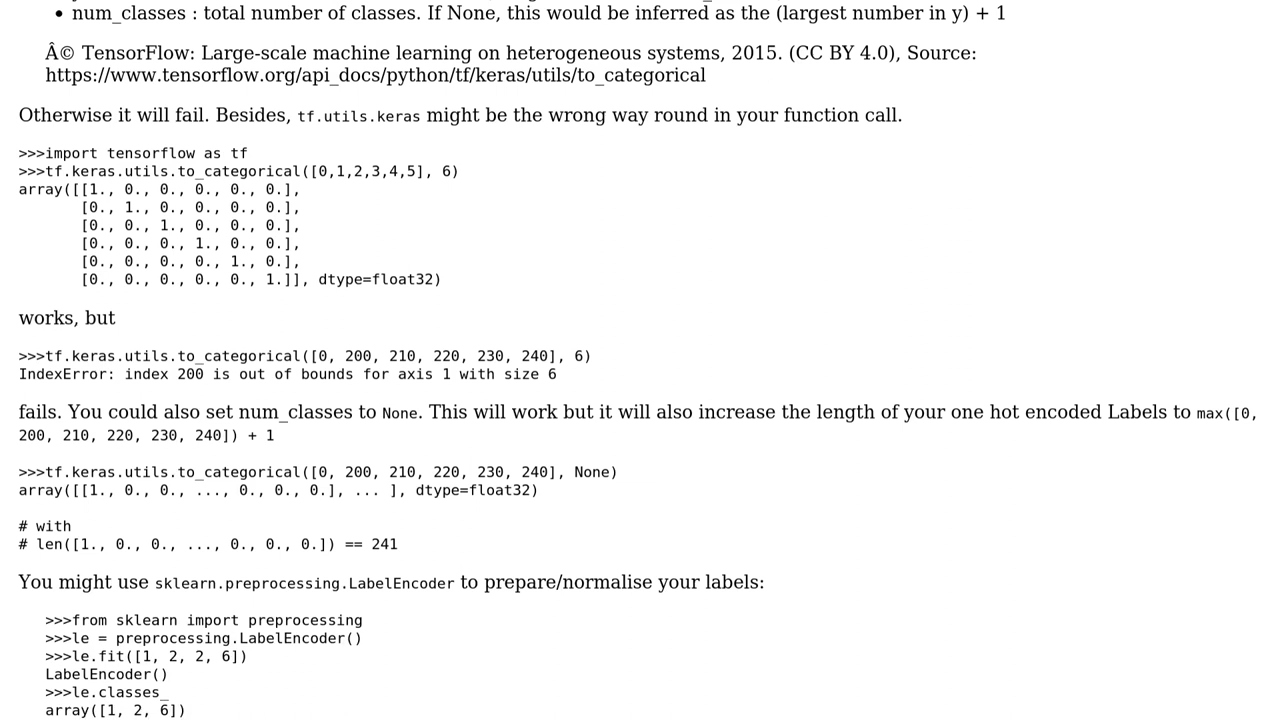 • num_classes : total number of classes. If None, this would be inferred as the (largest number in y) + 1
Â© TensorFlow: Large-scale machine learning on heterogeneous systems, 2015. (CC BY 4.0), Source:
https://www.tensorflow.org/api_docs/python/tf/keras/utils/to_categorical
Otherwise it will fail. Besides, tf.utils.keras might be the wrong way round in your function call.
>>>import tensorflow as tf
>>>tf.keras.utils.to_categorical([0,1,2,3,4,5], 6)
array([[1., 0., 0., 0., 0., 0.],
       [0., 1., 0., 0., 0., 0.],
       [0., 0., 1., 0., 0., 0.],
       [0., 0., 0., 1., 0., 0.],
       [0., 0., 0., 0., 1., 0.],
       [0., 0., 0., 0., 0., 1.]], dtype=float32)
works, but
>>>tf.keras.utils.to_categorical([0, 200, 210, 220, 230, 240], 6)
IndexError: index 200 is out of bounds for axis 1 with size 6
fails. You could also set num_classes to None. This will work but it will also increase the length of your one hot encoded Labels to max([0,
200, 210, 220, 230, 240]) + 1
>>>tf.keras.utils.to_categorical([0, 200, 210, 220, 230, 240], None)
array([[1., 0., 0., ..., 0., 0., 0.], ... ], dtype=float32)
# with
# len([1., 0., 0., ..., 0., 0., 0.]) == 241
You might use sklearn.preprocessing.LabelEncoder to prepare/normalise your labels:
>>>from sklearn import preprocessing
>>>le = preprocessing.LabelEncoder()
>>>le.fit([1, 2, 2, 6])
LabelEncoder()
>>>le.classes_
array([1, 2, 6])